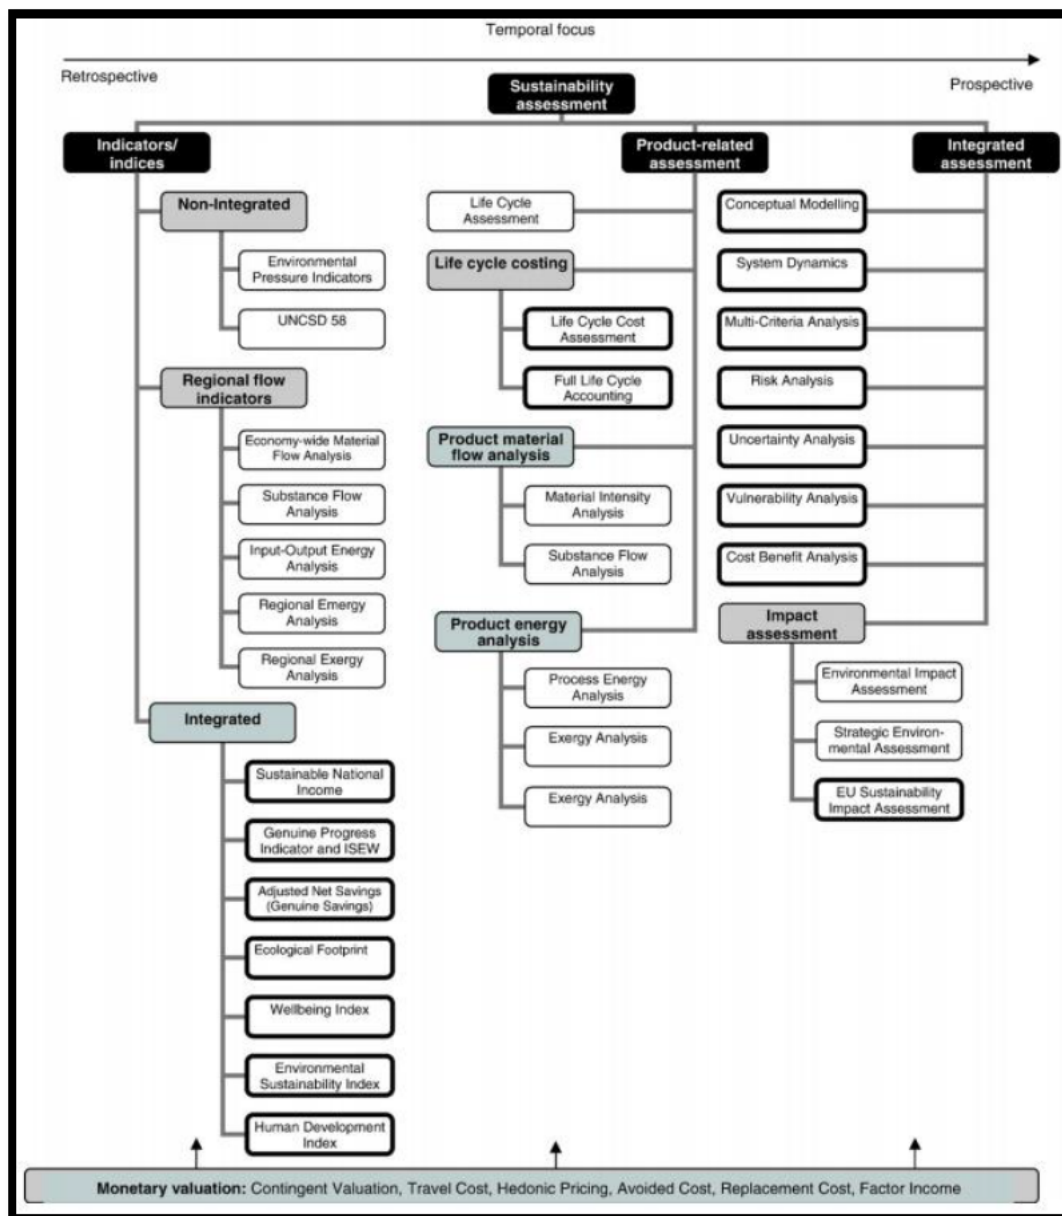 Temporal focus
Retrospective
Prospective
Sustainability
assessment
Indicators/
indices
Product-related
assessment
Integrated
assessment
Non-Integrated
Environmental
Pressure Indicators
UNCSD 58
Regional flow
indicators
Economy-wide Material
Flow Analysis
Substance Flow
Analysis
Input-Output Energy
Analysis
Regional Emergy
Analysis
Regional Exergy
Analysis
Integrated
Sustainable National
Income
Genuine Progress
Indicator and ISEW
Adjusted Net Savings
(Genuine Savings)
Ecological Footprint
Wellbeing Index
Environmental
Sustainability Index
Human Development
Index
Life Cycle
Assessment
Life cycle costing
Life Cycle Cost
Assessment
Full Life Cycle
Accounting
Product material
flow analysis
Material Intensity
Analysis
Substance Flow
Analysis
Product energy
analysis
Process Energy
Analysis
Exergy Analysis
Exergy Analysis
Conceptual Modelling
System Dynamics
Multi-Criteria Analysis
Risk Analysis
Uncertainty Analysis
Vulnerability Analysis
Cost Benefit Analysis
Impact
assessment
Environmental Impact
Assessment
Strategic Environ-
mental Assessment
EU Sustainability
Impact Assessment
Monetary valuation: Contingent Valuation, Travel Cost, Hedonic Pricing, Avoided Cost, Replacement Cost, Factor Income